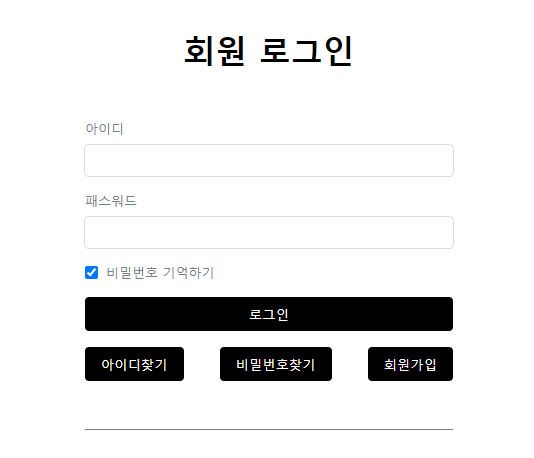 회원 로그인
아이디
패스워드
비밀번호 기억하기
로그인
아이디찾기 비밀번호찾기 회원가입